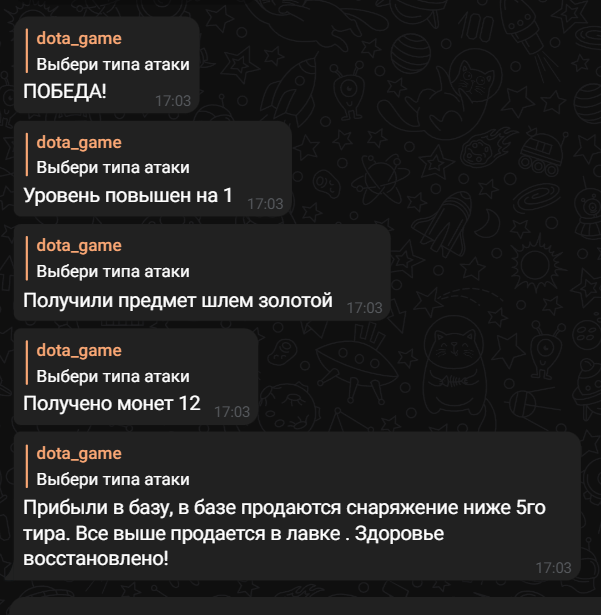 dota_game
Выбери типа атаки
ПОБЕДА!
17:03
dota_game
Выбери типа атаки
Уровень повышен на 1
17:03
dota_game
Выбери типа атаки
Получили предмет шлем золотой
17:03
dota_game
Выбери типа атаки
Получено монет 12
17:03
dota_game
Выбери типа атаки
Прибыли в базу, в базе продаются снаряжение ниже 5го
тира. Все выше продается в лавке . Здоровье
восстановлено!
17:03